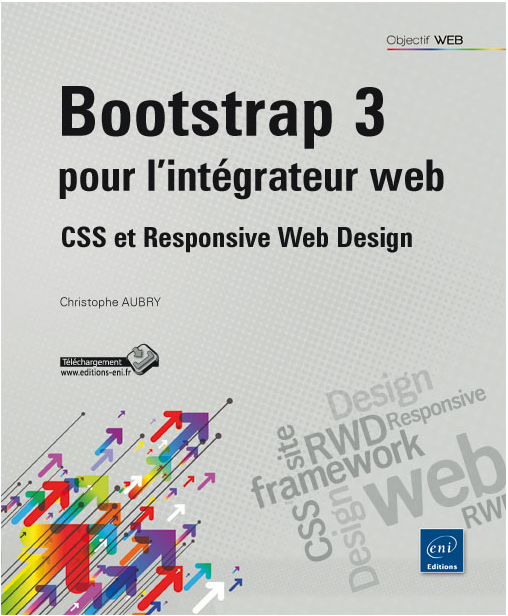 Objectif WEB
Bootstrap 3
pour l'intégrateur web
CSS et Responsive Web Design
Christophe AUBRY
Téléchargement
www.editions-eni.fr
Design
Responsive
site
RWD
framework
CSS
Design
web
RWD
eni
Editions